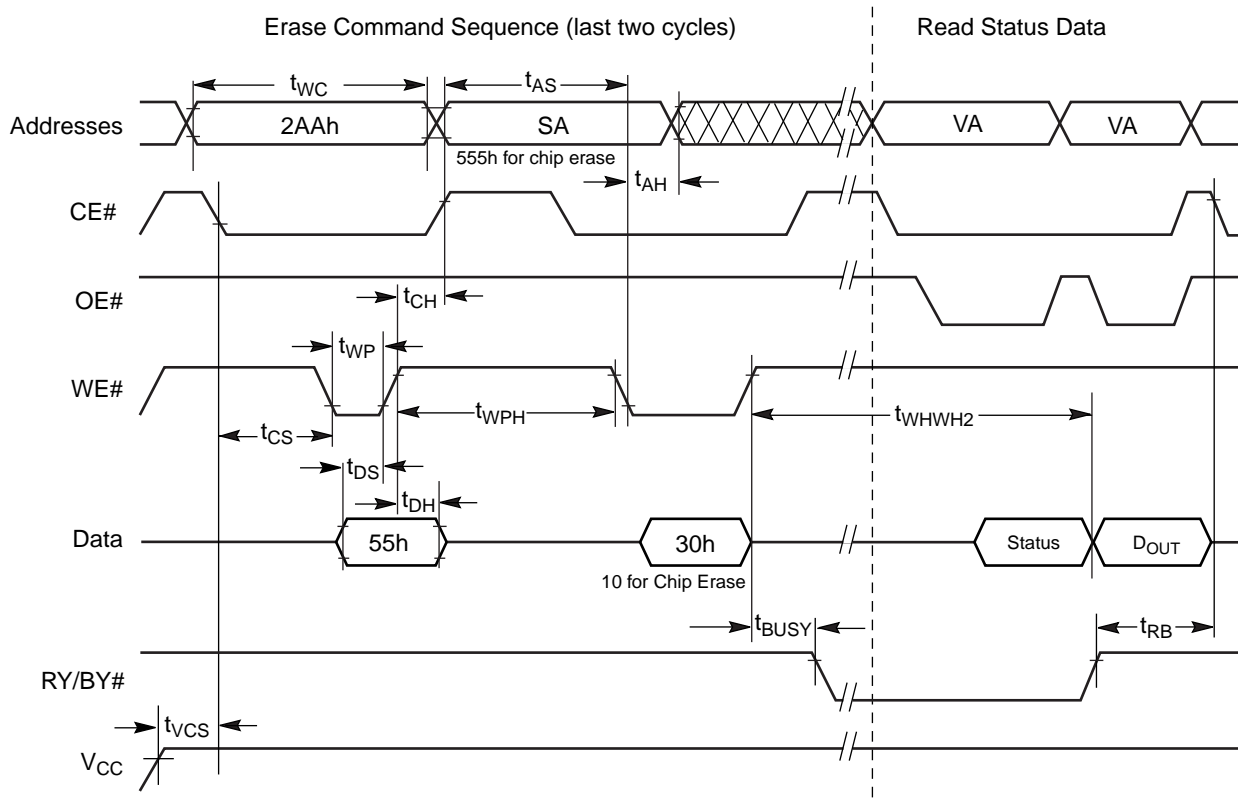 Erase Command Sequence (last two cycles)
Read Status Data
tWC
tAS
Addresses
2AAh
SA
VA
VA
555h for chip erase
tAH
CE#
OE#
tCH
tWP
WE#
tWPH
tWHWH2
tCS
tDS
tDH
Data
55h
30h
Status
DOUT
10 for Chip Erase
tBUSY
tRB
RY/BY#
tVCS
VCC